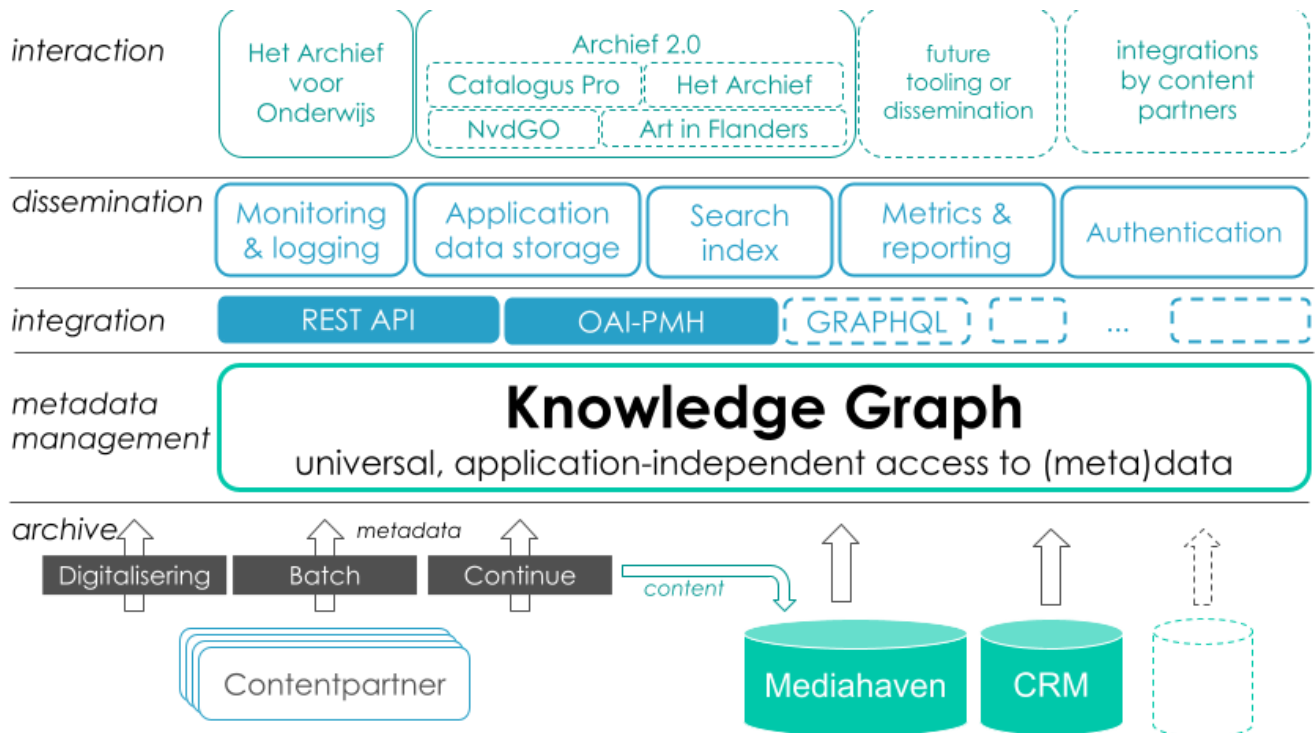 interaction
Het Archief
voor
Onderwijs
Archief 2.0
Catalogus Pro
Het Archief
NvdGO
Art in Flanders
future
tooling or
dissemination
integrations
by content
partners
dissemination
Monitoring
& logging
Application
data storage
Search
index
Metrics &
reporting
Authentication
integration
REST API
OAI-PMH
GRAPHQL
...
metadata
management
Knowledge Graph
universal, application-independent access to (meta)data
archive
metadata
Digitalisering
Batch
Continue
content
Contentpartner
Mediahaven
CRM